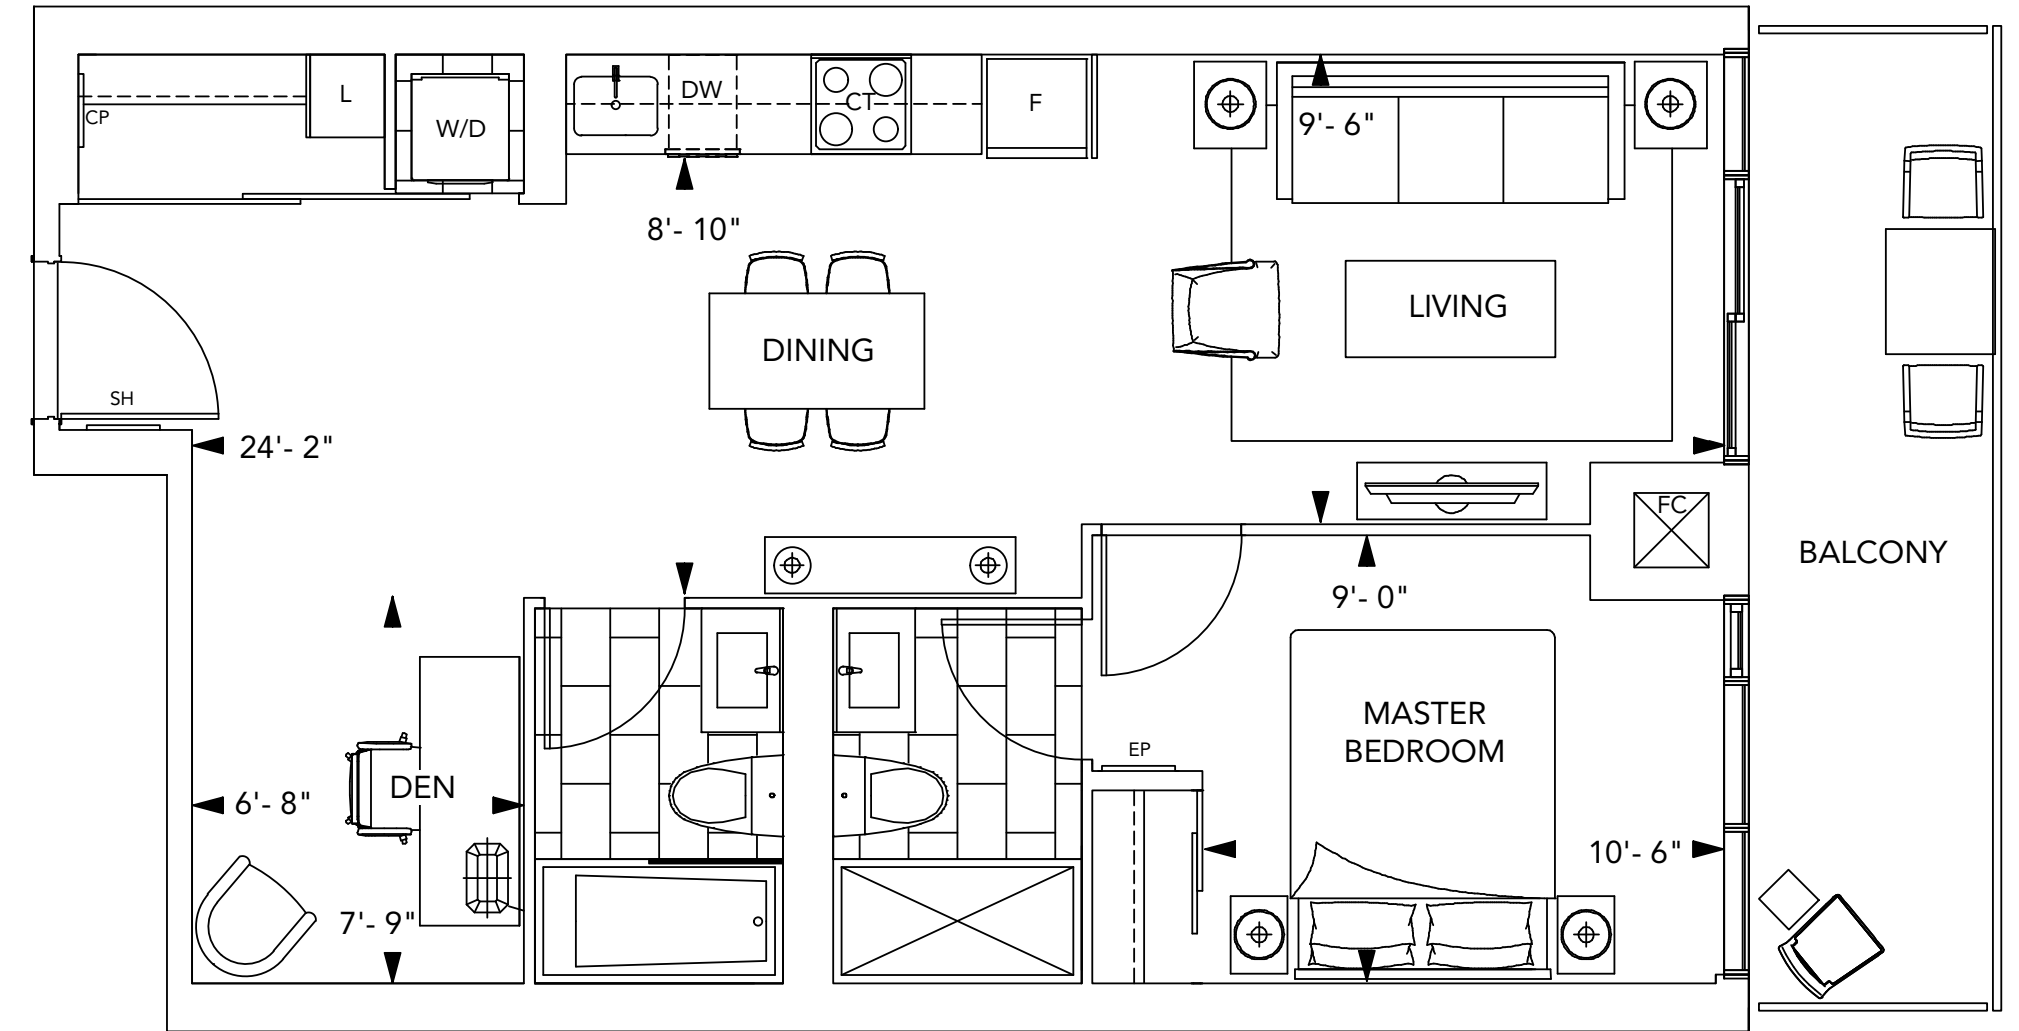 L
CP
W/D
DW
CT
F
9'- 6"
8'- 10"
LIVING
DINING
SH
24'- 2"
FC
BALCONY
9'- 0"
MASTER
BEDROOM
EP
DEN
6'- 8"
10'- 6"
7'- 9"